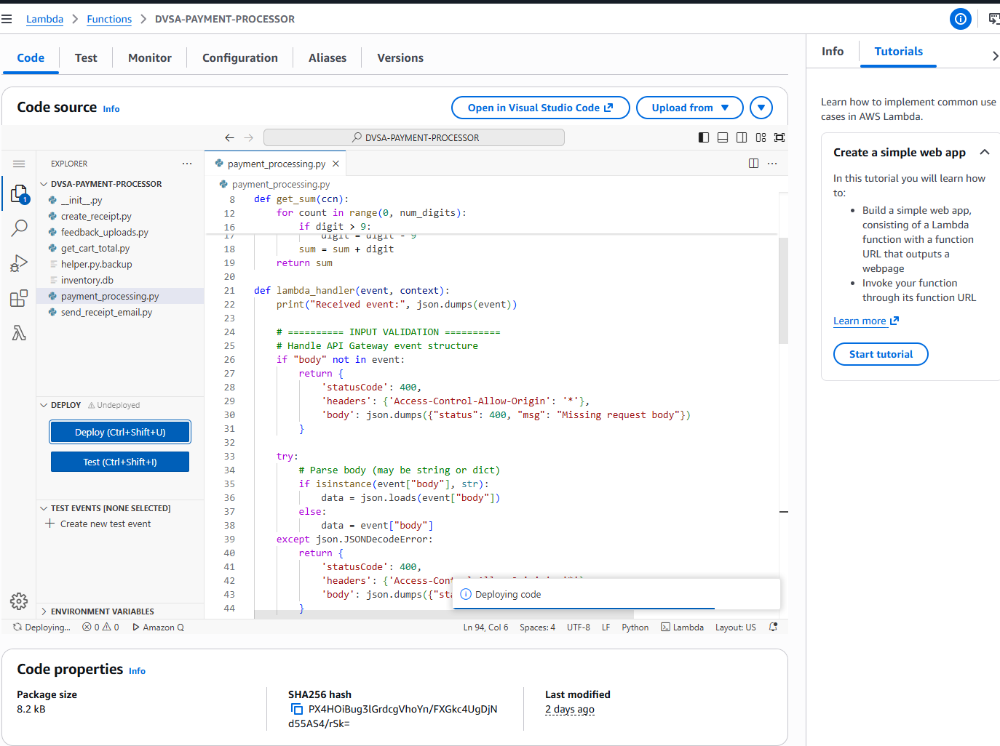 Lambda > Functions > DVSA-PAYMENT-PROCESSOR
Code Test Monitor Configuration Aliases Versions
Code source Info
Open in Visual Studio Code
Upload from
DVSA-PAYMENT-PROCESSOR
EXPLORER
DVSA-PAYMENT-PROCESSOR
__init__.py
create_receipt.py
feedback_uploads.py
get_cart_total.py
helper.py.backup
inventory.db
payment_processing.py
send_receipt_email.py
1
DEPLOY Undeployed
Deploy (Ctrl+Shift+U)
Test (Ctrl+Shift+I)
TEST EVENTS [NONE SELECTED]
Create new test event
ENVIRONMENT VARIABLES
payment_processing.py
payment_processing.py
8 def get_sum(ccn):
12 for count in range(0, num_digits):
16 if digit > 9:
17 digit = digit - 9
18 sum = sum + digit
19 return sum
20
21 def lambda_handler(event, context):
22 print("Received event:", json.dumps(event))
23
24 # ========== INPUT VALIDATION ==========
25 # Handle API Gateway event structure
26 if "body" not in event:
27 return {
28 'statusCode': 400,
29 'headers': {'Access-Control-Allow-Origin': '*'},
30 'body': json.dumps({"status": 400, "msg": "Missing request body"})
31 }
32
33 try:
34 # Parse body (may be string or dict)
35 if isinstance(event["body"], str):
36 data = json.loads(event["body"])
37 else:
38 data = event["body"]
39 except json.JSONDecodeError:
40 return {
41 'statusCode': 400,
42 'headers': {'Access-Cont
43 'body': json.dumps({"sta
44 }
Deploying code
Deploying... 0 0 Amazon Q
Ln 94, Col 6 Spaces: 4 UTF-8 LF Python Lambda Layout: US
Code properties Info
Package size
8.2 kB
SHA256 hash
PX4HOiBug3lGrdcgVhoYn/FXGkc4UgDjN
d55AS4/rSk=
Last modified
2 days ago
Info Tutorials
Learn how to implement common use
cases in AWS Lambda.
Create a simple web app
In this tutorial you will learn how
to:
• Build a simple web app,
consisting of a Lambda
function with a function
URL that outputs a
webpage
• Invoke your function
through its function URL
Learn more
Start tutorial